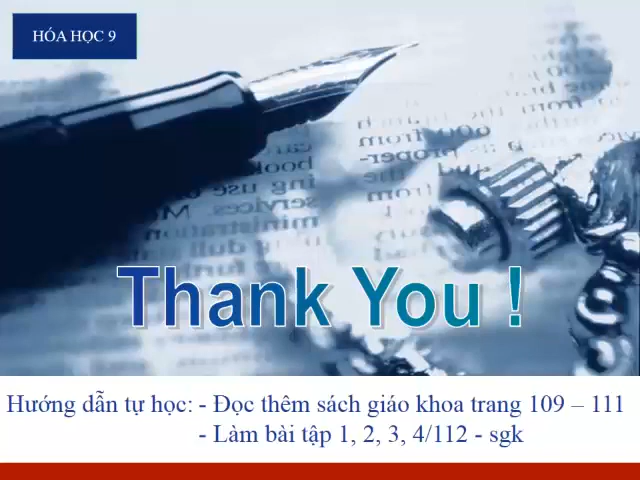 HÓA HỌC 9
Thank You !
Hướng dẫn tự học: - Đọc thêm sách giáo khoa trang 109 – 111
- Làm bài tập 1, 2, 3, 4/112 - sgk